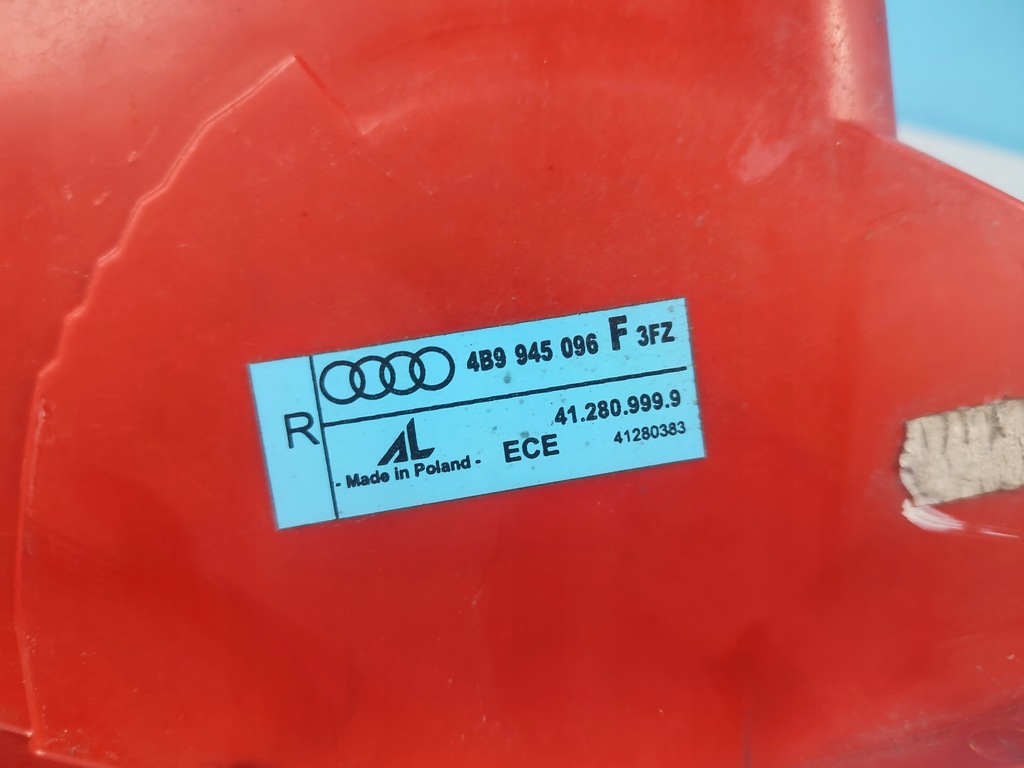 R
4B9 945 096 F 3FZ
41.280.999.9
AL
ECE
41280383
- Made in Poland -